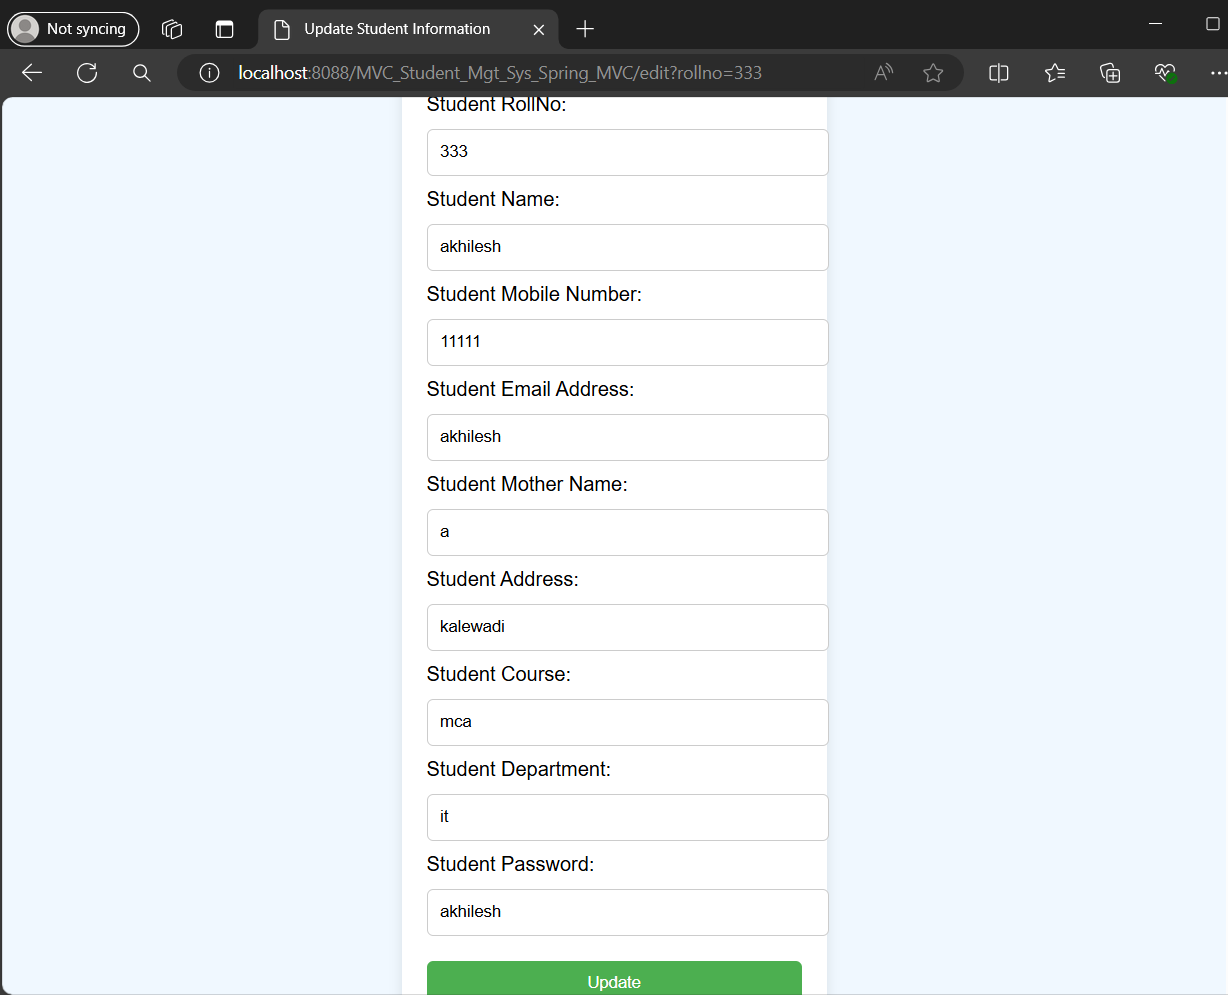 Not syncing
Update Student Information
localhost:8088/MVC_Student_Mgt_Sys_Spring_MVC/edit?rollno=333
Student RollNo:
333
Student Name:
akhilesh
Student Mobile Number:
11111
Student Email Address:
akhilesh
Student Mother Name:
a
Student Address:
kalewadi
Student Course:
mca
Student Department:
it
Student Password:
akhilesh
Update